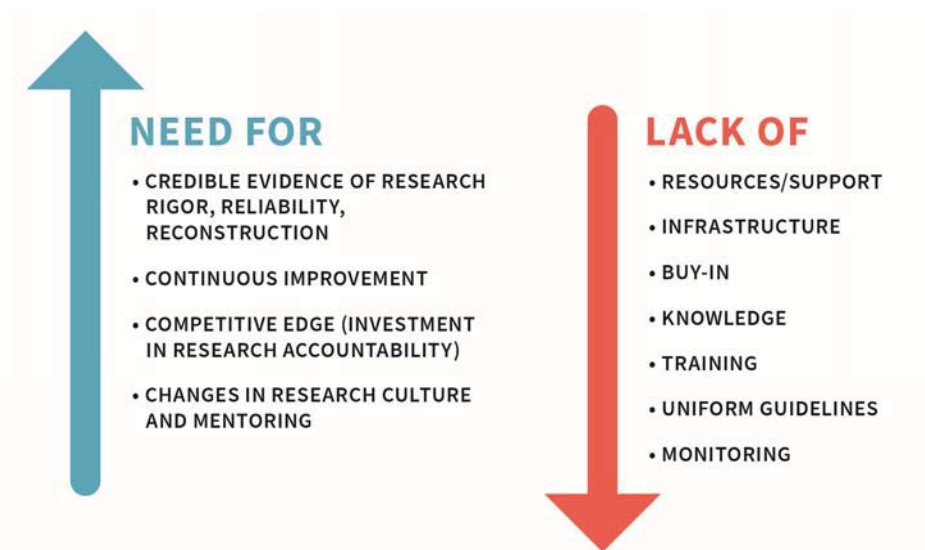 NEED FOR
• CREDIBLE EVIDENCE OF RESEARCH
RIGOR, RELIABILITY,
RECONSTRUCTION
• CONTINUOUS IMPROVEMENT
• COMPETITIVE EDGE (INVESTMENT
IN RESEARCH ACCOUNTABILITY)
• CHANGES IN RESEARCH CULTURE
AND MENTORING
LACK OF
• RESOURCES/SUPPORT
• INFRASTRUCTURE
• BUY-IN
• KNOWLEDGE
• TRAINING
• UNIFORM GUIDELINES
• MONITORING